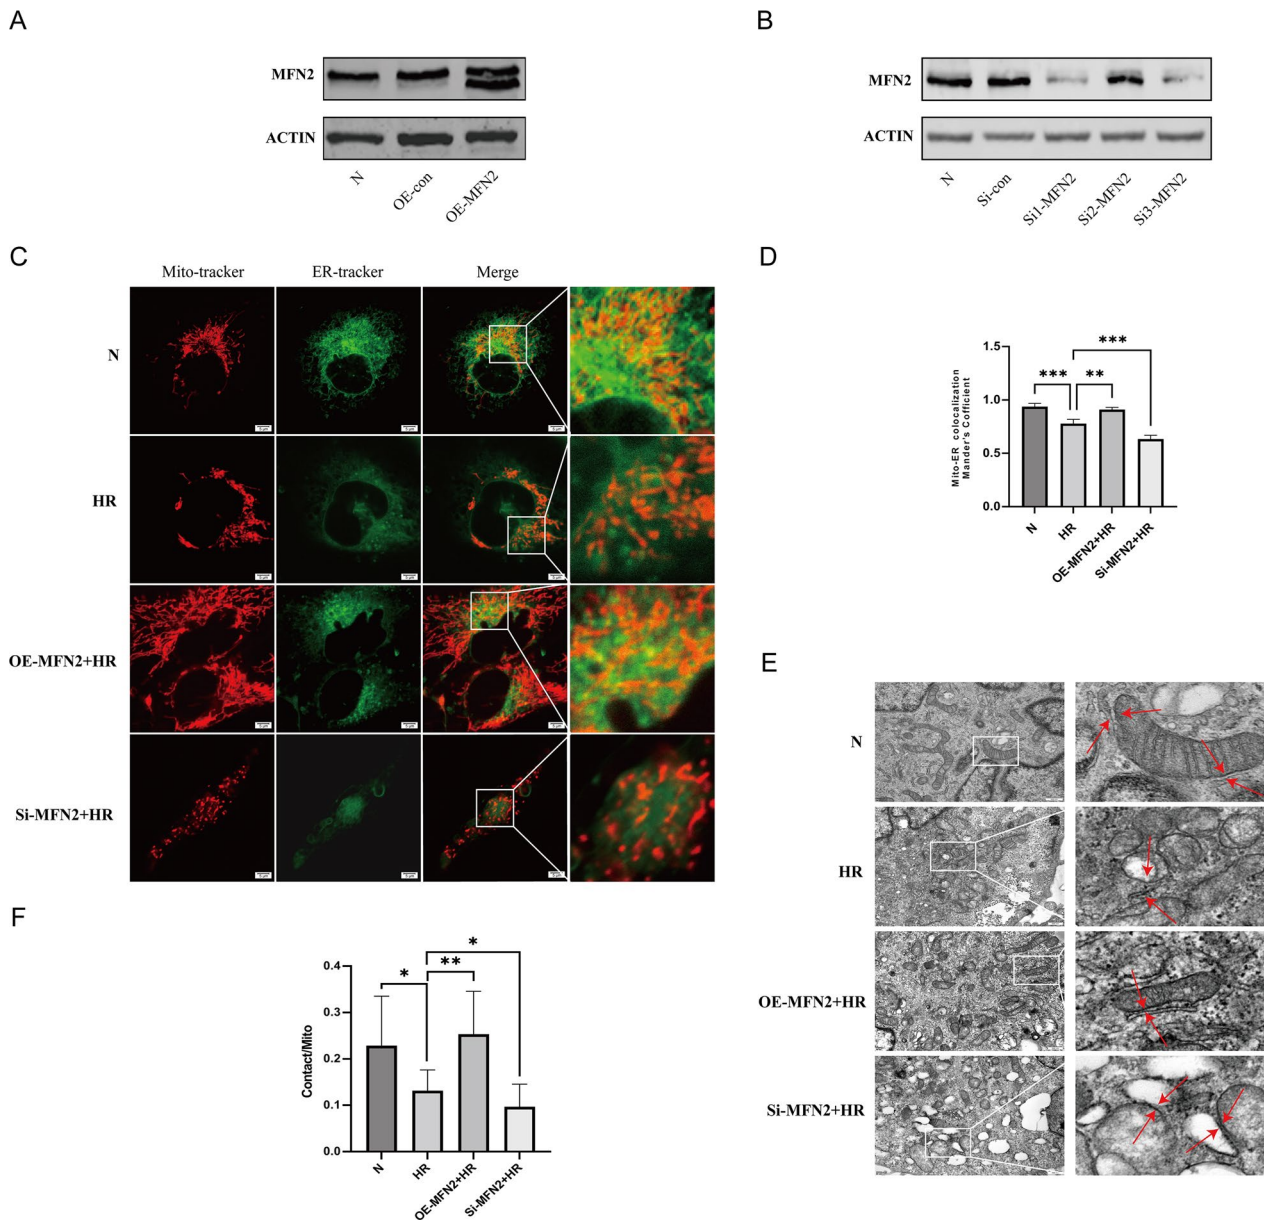 A
MFN2
ACTIN
N
OE-con
OE-MFN2
B
MFN2
ACTIN
N
Si-con
Si1-MFN2
Si2-MFN2
Si3-MFN2
C
Mito-tracker
ER-tracker
Merge
N
HR
OE-MFN2+HR
Si-MFN2+HR
D
Mito-ER colocalization
Mander's Cofficient
1.5
1.0
0.5
0.0
***
**
***
N
HR
OE-MFN2+HR
Si-MFN2+HR
E
N
HR
OE-MFN2+HR
Si-MFN2+HR
F
Contact/Mito
0.4
0.3
0.2
0.1
0.0
*
**
*
N
HR
OE-MFN2+HR
Si-MFN2+HR